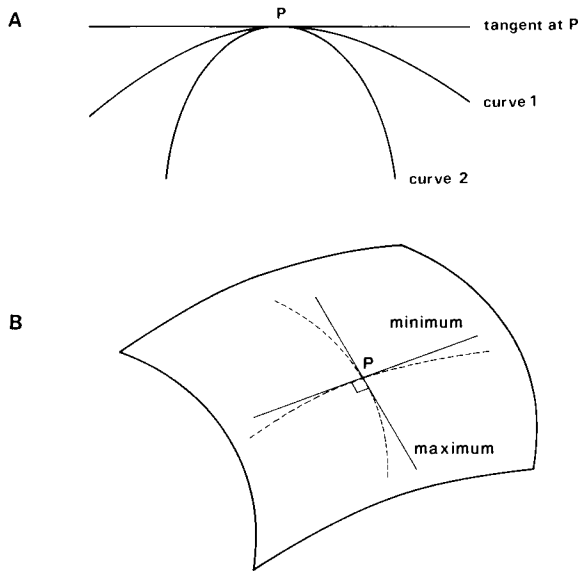 A
P
tangent at P
curve 1
curve 2
B
minimum
P
maximum